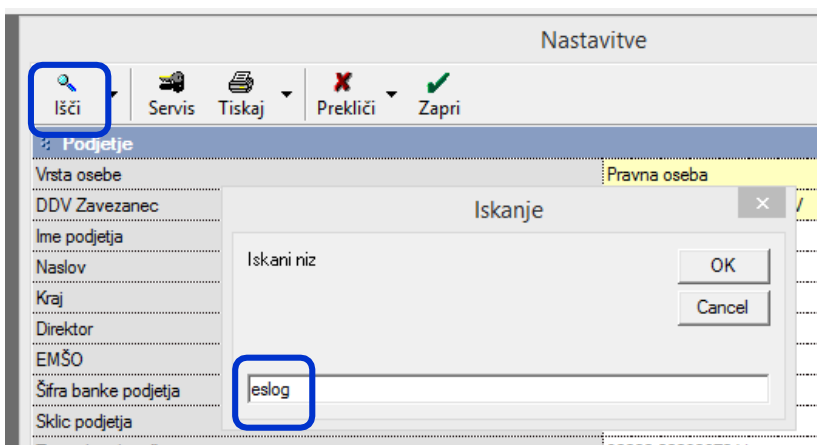 Nastavitve
Išči Servis Tiskaj Prekliči Zapri
Podjetje
Vrsta osebe Pravna oseba
DDV Zavezanec
Iskanje
Ime podjetja
Iskani niz
OK
Naslov
Kraj
Cancel
Direktor
EMŠO
Šifra banke podjetja
eslog
Sklic podjetja